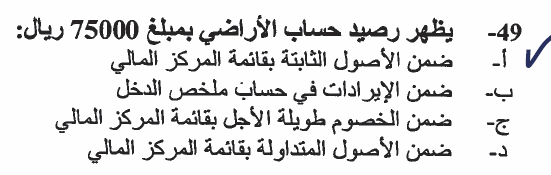 49- يظهر رصيد حساب الأراضي بمبلغ 75000 ريال:
أ- ضمن الأصول الثابتة بقائمة المركز المالي
ب- ضمن الإيرادات في حساب ملخص الدخل
ج- ضمن الخصوم طويلة الأجل بقائمة المركز المالي
د- ضمن الأصول المتداولة بقائمة المركز المالي